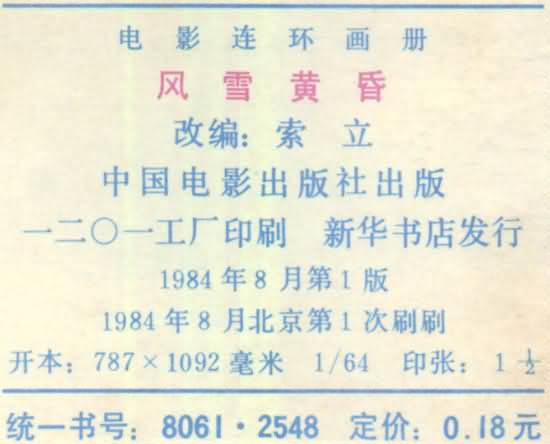 电影连环画册
风雪黄昏
改编：索立
中国电影出版社出版
一二〇一工厂印刷 新华书店发行
1984年8月第1版
1984年8月北京第1次刷刷
开本：787×1092毫米 1/64 印张：1 1/2
统一书号：8061·2548 定价：0.18元